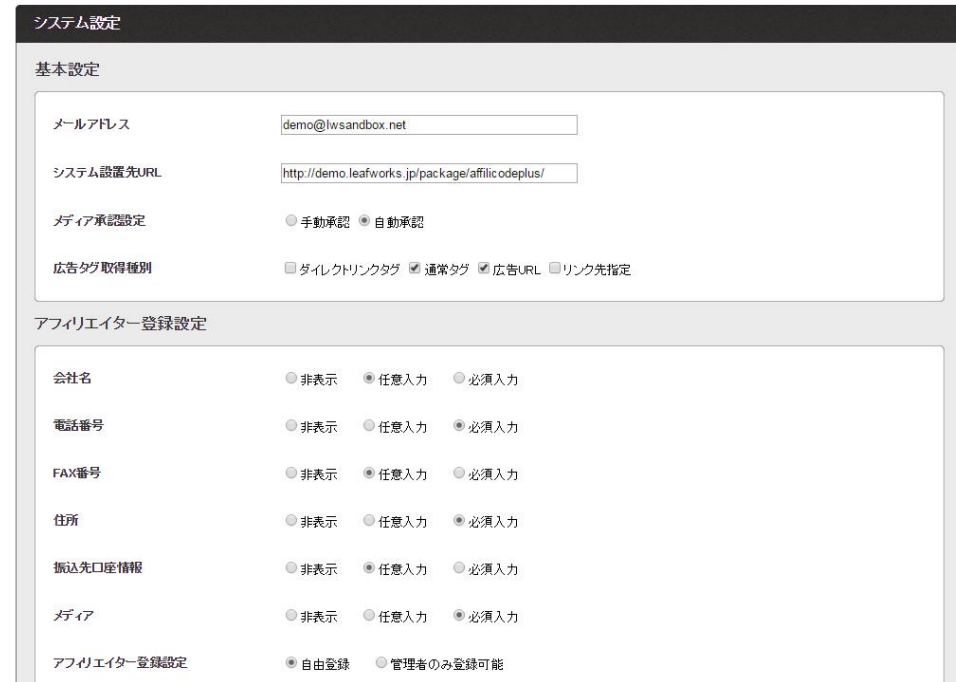 システム設定
基本設定
メールアドレス demo@lwsandbox.net
システム設置先URL http://demo.leafworks.jp/package/affilicodeplus/
メディア承認設定 手動承認 自動承認
広告タグ取得種別 ダイレクトリンクタグ 通常タグ 広告URL リンク先指定
アフィリエイター登録設定
会社名 非表示 任意入力 必須入力
電話番号 非表示 任意入力 必須入力
FAX番号 非表示 任意入力 必須入力
住所 非表示 任意入力 必須入力
振込先口座情報 非表示 任意入力 必須入力
メディア 非表示 任意入力 必須入力
アフィリエイター登録設定 自由登録 管理者のみ登録可能